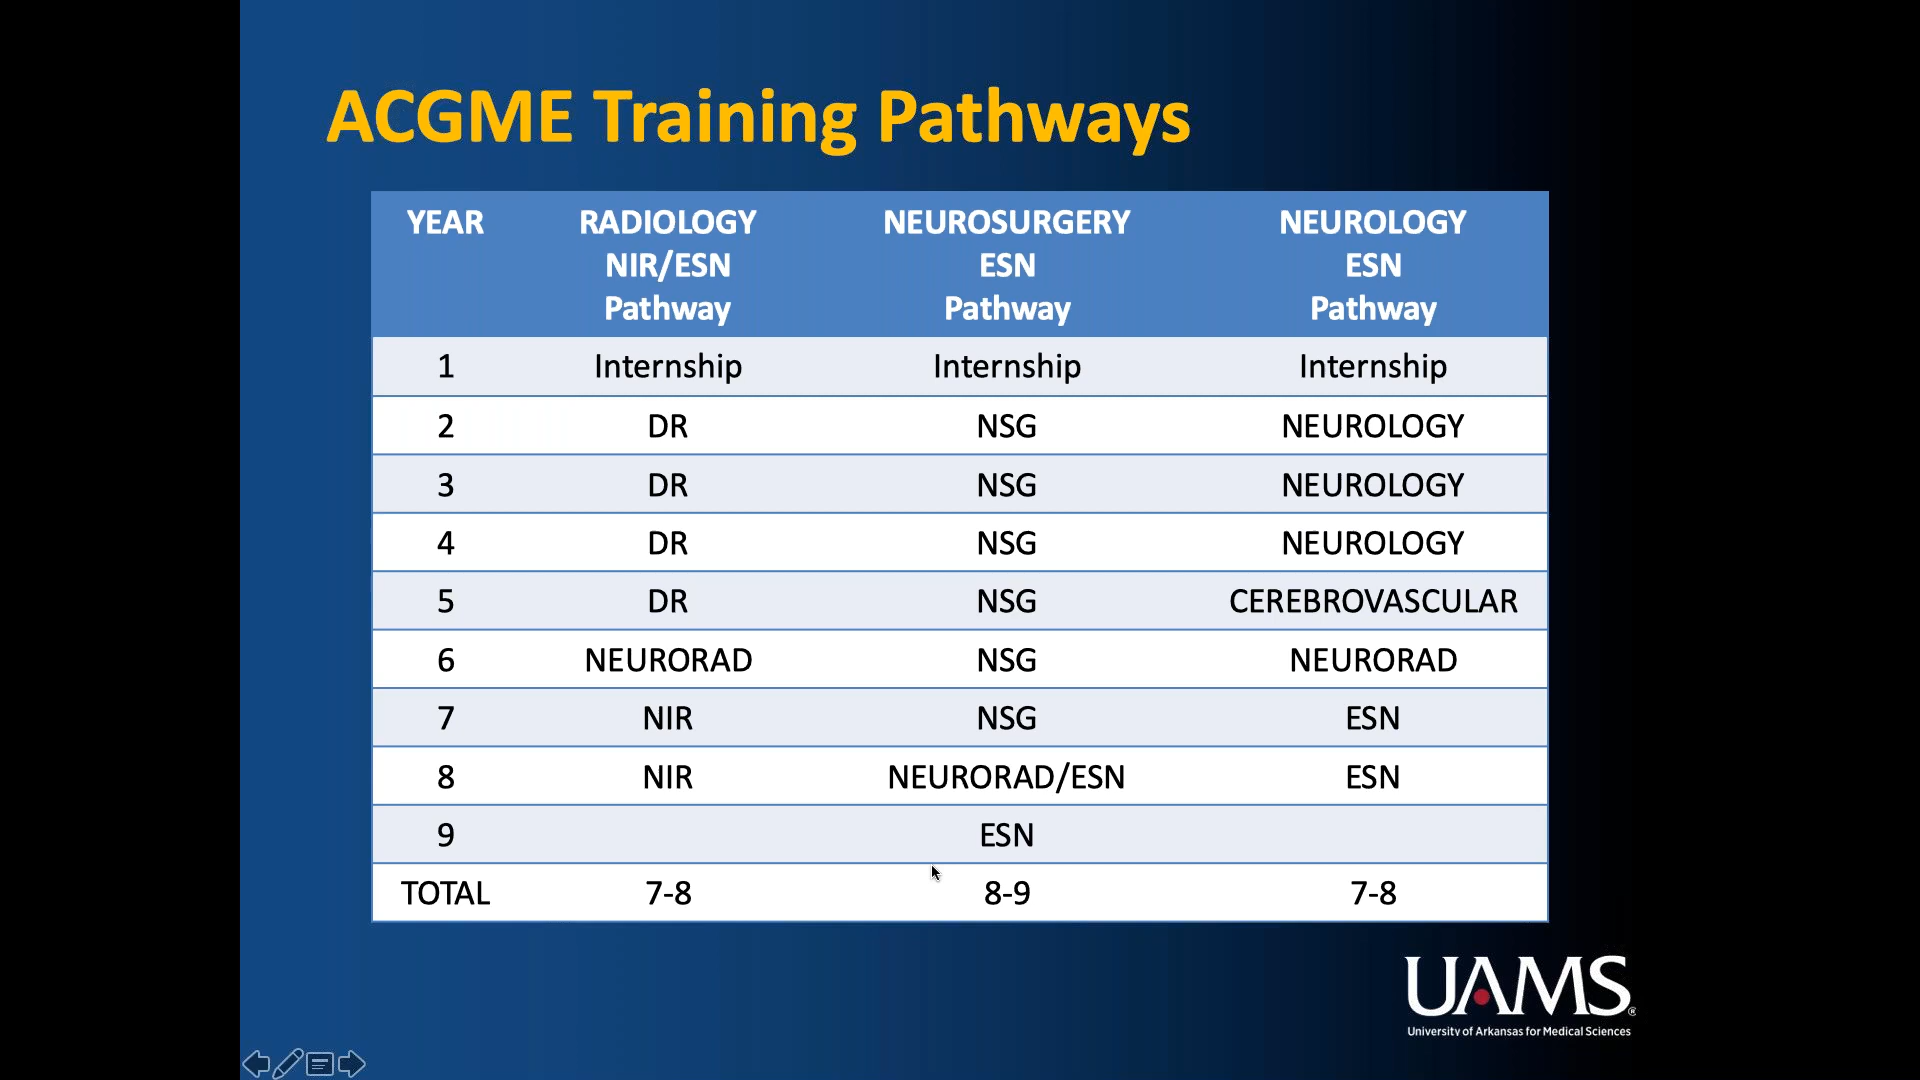 ACGME Training Pathways
YEAR RADIOLOGY NIR/ESN Pathway NEUROSURGERY ESN Pathway NEUROLOGY ESN Pathway
1 Internship Internship Internship
2 DR NSG NEUROLOGY
3 DR NSG NEUROLOGY
4 DR NSG NEUROLOGY
5 DR NSG CEREBROVASCULAR
6 NEURORAD NSG NEURORAD
7 NIR NSG ESN
8 NIR NEURORAD/ESN ESN
9 ESN
TOTAL 7-8 8-9 7-8
UAMS®
University of Arkansas for Medical Sciences